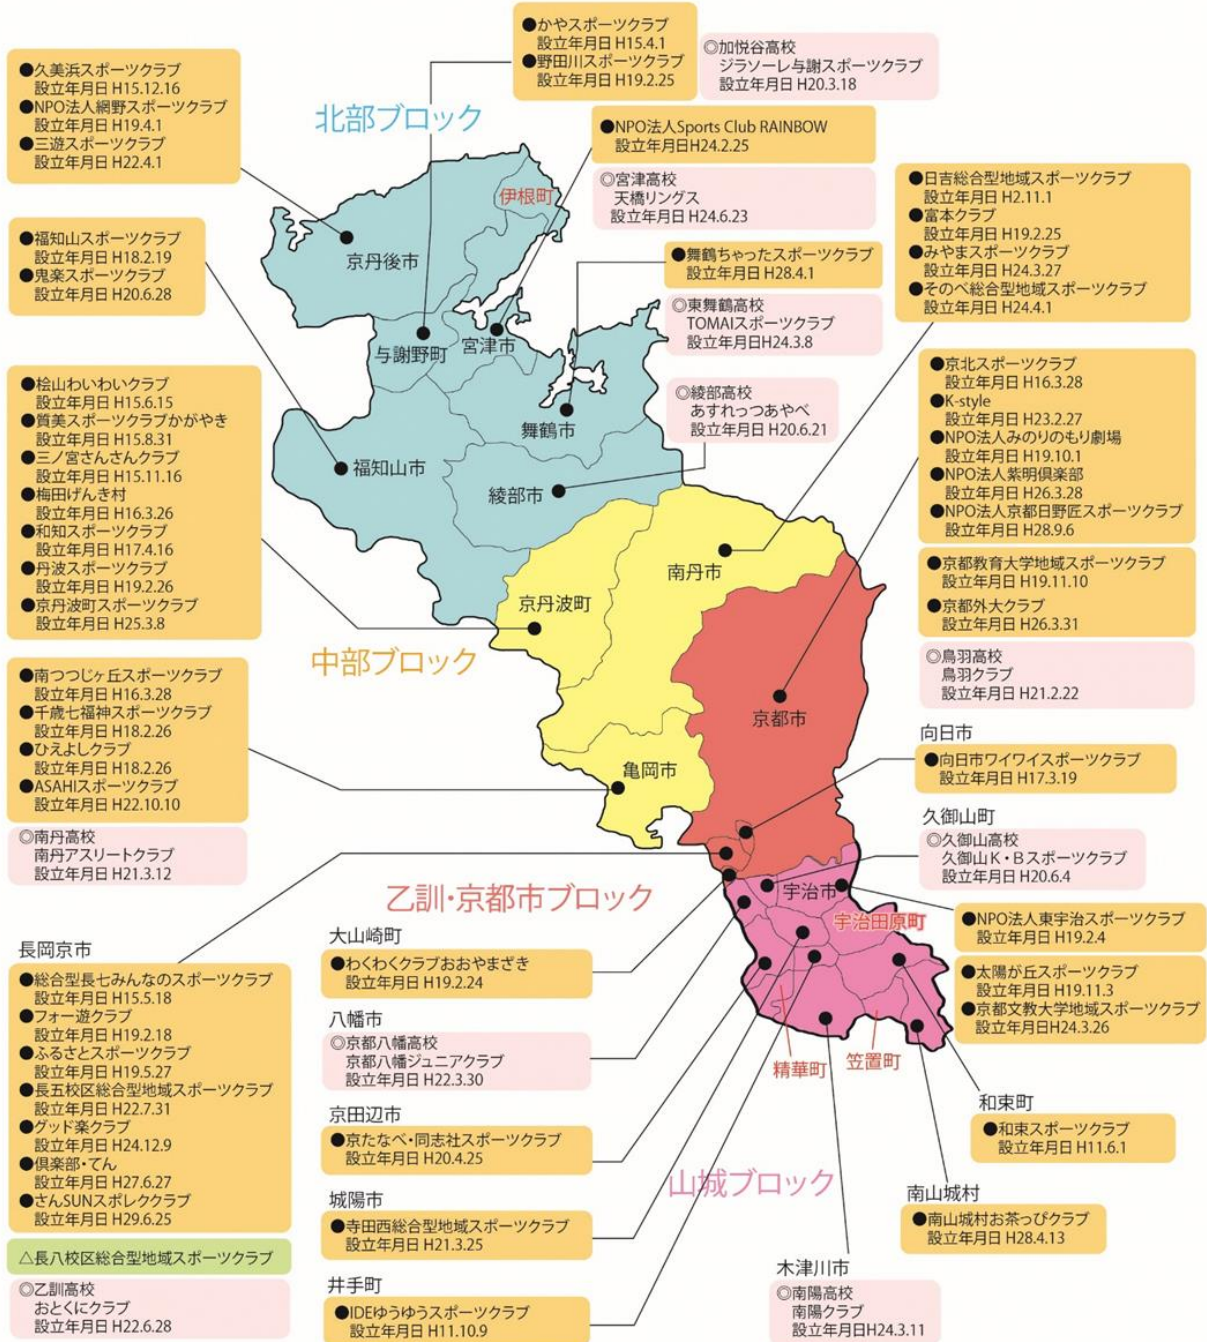 ●かやスポーツクラブ
設立年月日 H15.4.1
●野田川スポーツクラブ
設立年月日 H19.2.25
◎加悦谷高校
ジラソーレ与謝スポーツクラブ
設立年月日 H20.3.18
●久美浜スポーツクラブ
設立年月日 H15.12.16
●NPO法人網野スポーツクラブ
設立年月日 H19.4.1
●三遊スポーツクラブ
設立年月日 H22.4.1
北部ブロック
●NPO法人Sports Club RAINBOW
設立年月日H24.2.25
◎宮津高校
天橋リングス
設立年月日 H24.6.23
●日吉総合型地域スポーツクラブ
設立年月日 H2.11.1
●富本クラブ
設立年月日 H19.2.25
●みやまスポーツクラブ
設立年月日 H24.3.27
●そのべ総合型地域スポーツクラブ
設立年月日 H24.4.1
●福知山スポーツクラブ
設立年月日 H18.2.19
●鬼楽スポーツクラブ
設立年月日 H20.6.28
伊根町
京丹後市
●舞鶴ちゃったスポーツクラブ
設立年月日 H28.4.1
◎東舞鶴高校
TOMAIスポーツクラブ
設立年月日H24.3.8
与謝野町
宮津市
●京北スポーツクラブ
設立年月日 H16.3.28
●K-style
設立年月日 H23.2.27
●NPO法人みのりのもり劇場
設立年月日 H19.10.1
●NPO法人紫明倶楽部
設立年月日 H26.3.28
●NPO法人京都日野匠スポーツクラブ
設立年月日 H28.9.6
●桧山わいわいクラブ
設立年月日 H15.6.15
●質美スポーツクラブかがやき
設立年月日 H15.8.31
●三ノ宮さんさんクラブ
設立年月日 H15.11.16
●梅田げんき村
設立年月日 H16.3.26
●和知スポーツクラブ
設立年月日 H17.4.16
●丹波スポーツクラブ
設立年月日 H19.2.26
●京丹波町スポーツクラブ
設立年月日 H25.3.8
◎綾部高校
あすれっつあやべ
設立年月日 H20.6.21
舞鶴市
福知山市
綾部市
●京都教育大学地域スポーツクラブ
設立年月日 H19.11.10
●京都外大クラブ
設立年月日 H26.3.31
南丹市
京丹波町
◎鳥羽高校
鳥羽クラブ
設立年月日 H21.2.22
中部ブロック
●南つつじヶ丘スポーツクラブ
設立年月日 H16.3.28
●千歳七福神スポーツクラブ
設立年月日 H18.2.26
●ひえよしクラブ
設立年月日 H18.2.26
●ASAHIスポーツクラブ
設立年月日 H22.10.10
京都市
亀岡市
向日市
●向日市ワイワイスポーツクラブ
設立年月日 H17.3.19
◎南丹高校
南丹アスリートクラブ
設立年月日 H21.3.12
久御山町
◎久御山高校
久御山K・Bスポーツクラブ
設立年月日 H20.6.4
乙訓・京都市ブロック
宇治市
宇治田原町
●NPO法人東宇治スポーツクラブ
設立年月日 H19.2.4
●太陽が丘スポーツクラブ
設立年月日 H19.11.3
●京都文教大学地域スポーツクラブ
設立年月日H24.3.26
長岡京市
●総合型長七みんなのスポーツクラブ
設立年月日 H15.5.18
●フォー遊クラブ
設立年月日 H19.2.18
●ふるさとスポーツクラブ
設立年月日 H19.5.27
●長五校区総合型地域スポーツクラブ
設立年月日 H22.7.31
●グッド楽クラブ
設立年月日 H24.12.9
●倶楽部・てん
設立年月日 H27.6.27
●さんSUNスポレククラブ
設立年月日 H29.6.25
△長八校区総合型地域スポーツクラブ
◎乙訓高校
おとくにクラブ
設立年月日 H22.6.28
大山崎町
●わくわくクラブおおやまざき
設立年月日 H19.2.24
八幡市
◎京都八幡高校
京都八幡ジュニアクラブ
設立年月日 H22.3.30
京田辺市
●京たなべ・同志社スポーツクラブ
設立年月日 H20.4.25
城陽市
●寺田西総合型地域スポーツクラブ
設立年月日 H21.3.25
井手町
●IDEゆうゆうスポーツクラブ
設立年月日 H11.10.9
精華町
笠置町
山城ブロック
和束町
●和束スポーツクラブ
設立年月日 H11.6.1
南山城村
●南山城村お茶っぴクラブ
設立年月日 H28.4.13
木津川市
◎南陽高校
南陽クラブ
設立年月日H24.3.11